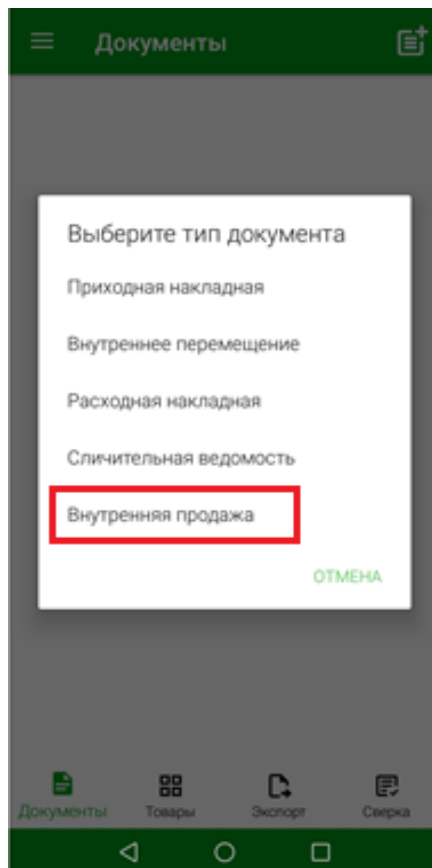 Документы
Выберите тип документа
Приходная накладная
Внутреннее перемещение
Расходная накладная
Сличительная ведомость
Внутренняя продажа
ОТМЕНА
Документы
Товары
Экспорт
Сверка